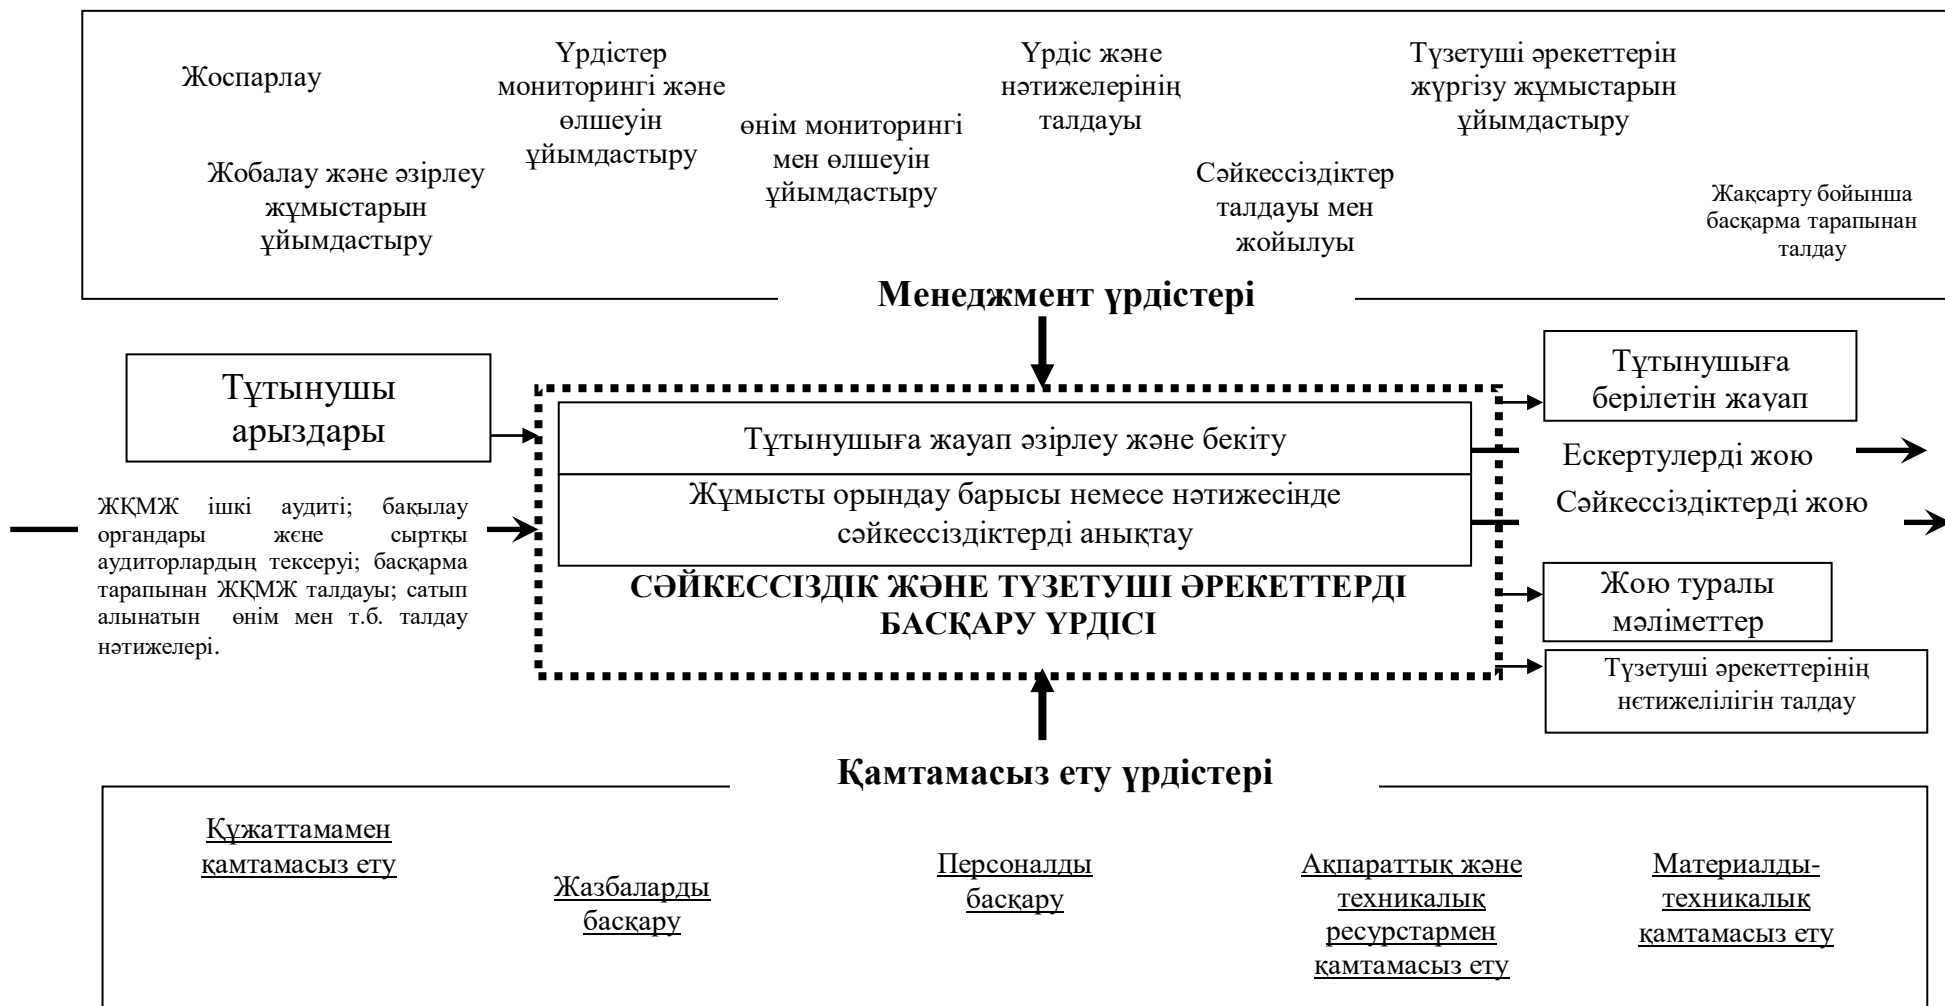 Жоспарлау
Үрдістер
мониторингі және
өлшеуін
ұйымдастыру
Үрдіс және
нәтижелерінің
талдауы
Түзетуші әрекеттерін
жүргізу жұмыстарын
ұйымдастыру
өнім мониторингі
мен өлшеуін
ұйымдастыру
Жобалау және әзірлеу
жұмыстарын
ұйымдастыру
Сәйкессіздіктер
талдауы мен
жойылуы
Жақсарту бойынша
басқарма тарапынан
талдау
Менеджмент үрдістері
Тұтынушы
арыздары
Тұтынушыға
берілетін жауап
Тұтынушыға жауап әзірлеу және бекіту
Ескертулерді жою
Жұмысты орындау барысы немесе нәтижесінде
сәйкессіздіктерді анықтау
Сәйкессіздіктерді жою
ЖҚМЖ ішкі аудиті; бақылау
органдары жєне сыртқы
аудиторлардың тексеруі; басқарма
тарапынан ЖҚМЖ талдауы; сатып
алынатын өнім мен т.б. талдау
нәтижелері.
СӘЙКЕССІЗДІК ЖӘНЕ ТҮЗЕТУШІ ӘРЕКЕТТЕРДІ
БАСҚАРУ ҮРДІСІ
Жою туралы
мәліметтер
Түзетуші әрекеттерінің
нєтижелілігін талдау
Қамтамасыз ету үрдістері
Құжаттамамен
қамтамасыз ету
Жазбаларды
басқару
Персоналды
басқару
Ақпараттық және
техникалық
ресурстармен
қамтамасыз ету
Материалды-
техникалық
қамтамасыз ету